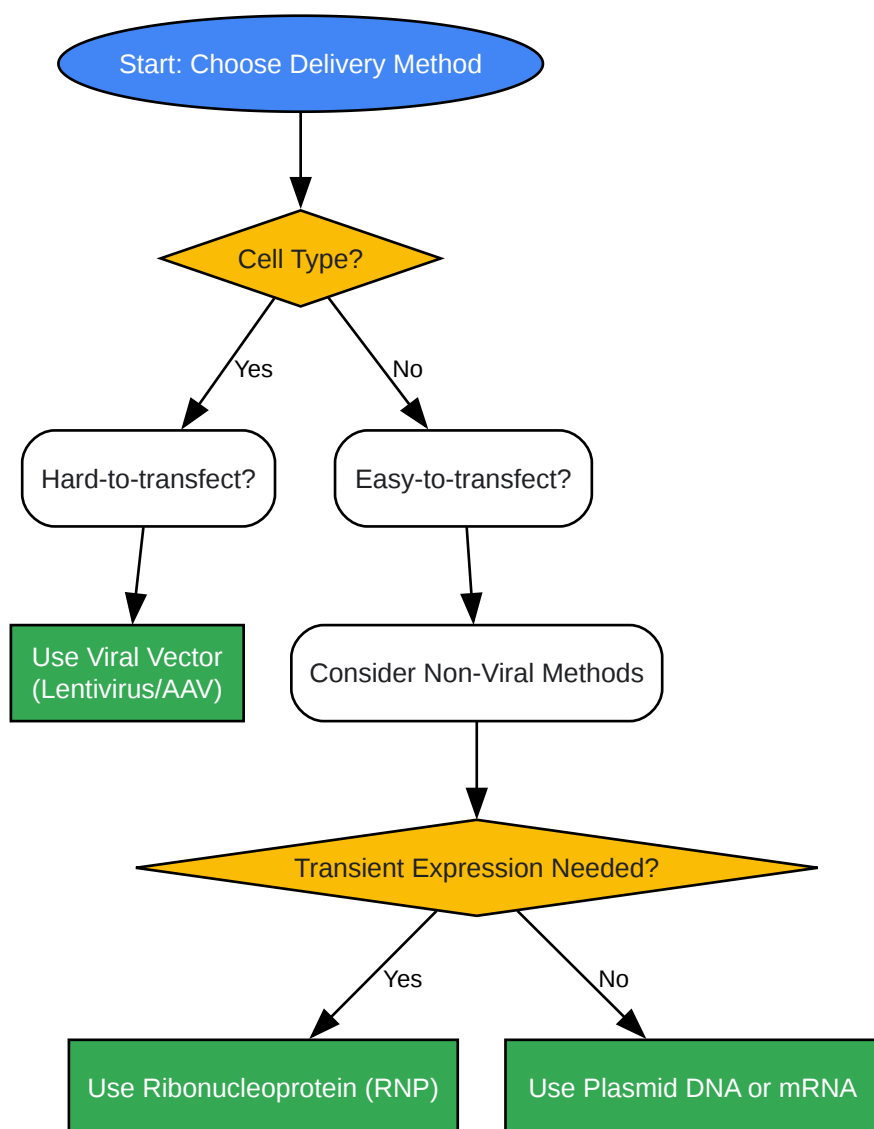 Start: Choose Delivery Method
Cell Type?
Yes
No
Hard-to-transfect?
Easy-to-transfect?
Use Viral Vector
(Lentivirus/AAV)
Consider Non-Viral Methods
Transient Expression Needed?
Yes
No
Use Ribonucleoprotein (RNP)
Use Plasmid DNA or mRNA